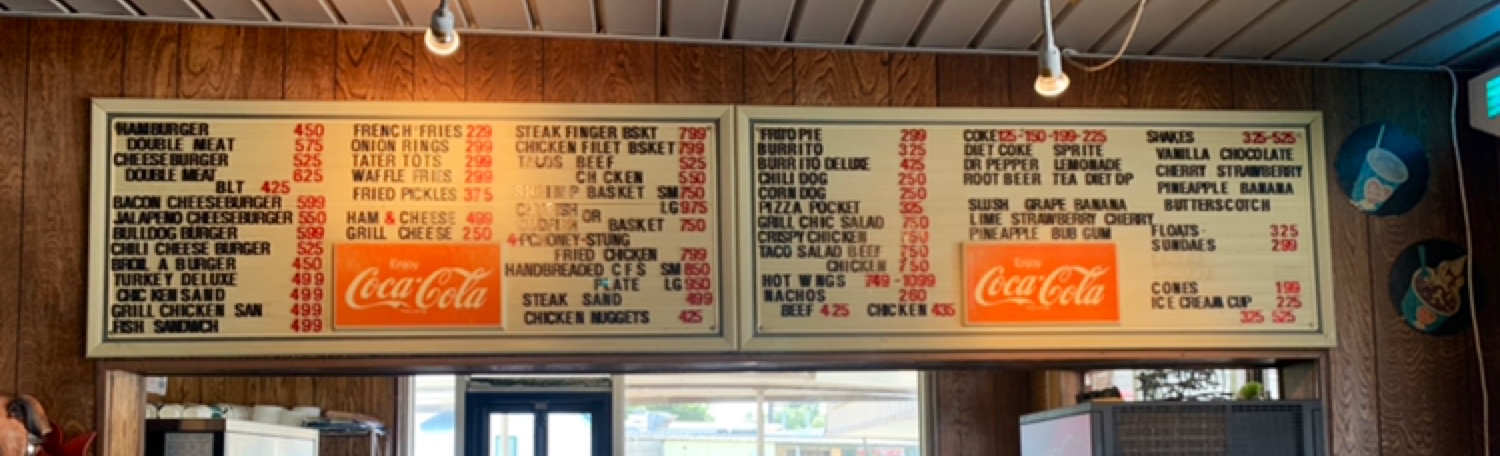 HAMBURGER 450
DOUBLE MEAT 575
CHEESEBURGER 525
DOUBLE MEAT 625
BLT 425
BACON CHEESEBURGER 599
JALAPENO CHEESEBURGER 550
BULLDOG BURGER 599
CHILI CHEESE BURGER 525
BROIL A BURGER 450
TURKEY DELUXE 499
CHICKEN SAND 499
GRILL CHICKEN SAN 499
FISH SANDWCH 499
FRENCH FRIES 229
ONION RINGS 299
TATER TOTS 299
WAFFLE FRIES 299
FRIED PICKLES 375
HAM & CHEESE 499
GRILL CHEESE 250
Enjoy
Coca-Cola
STEAK FINGER BSKT 799
CHICKEN FILET BSKET 799
TACOS BEEF 525
CH CKEN 550
SHRIMP BASKET SM 750
CATFISH LG 975
OR BASKET 750
4-PC HONEY-STUNG
FRIED CHICKEN 799
HANDBREADED C F S SM 850
PLATE LG 950
STEAK SAND 499
CHICKEN NUGGETS 425
FRITO PIE 299
BURRITO 325
BURRITO DELUXE 425
CHILI DOG 250
CORN DOG 250
PIZZA POCKET 325
GRILL CHIC SALAD 750
CRISPY CHICKEN 750
TACO SALAD BEEF 750
CHICKEN 750
HOT W NGS 749 - 1099
NACHOS 260
BEEF 425 CHICKEN 435
COKE 125-150-199-225
DIET COKE SPRITE
DR PEPPER LEMONADE
ROOT BEER TEA DIET DP
SLUSH GRAPE BANANA
LIME STRAWBERRY CHERRY
PINEAPPLE BUB GUM
Enjoy
Coca-Cola
SHAKES 325-525
VANILLA CHOCOLATE
CHERRY STRAWBERRY
PINEAPPLE BANANA
BUTTERSCOTCH
FLOATS 325
SUNDAES 299
CONES 199
ICE CREAM CUP 225
325 525